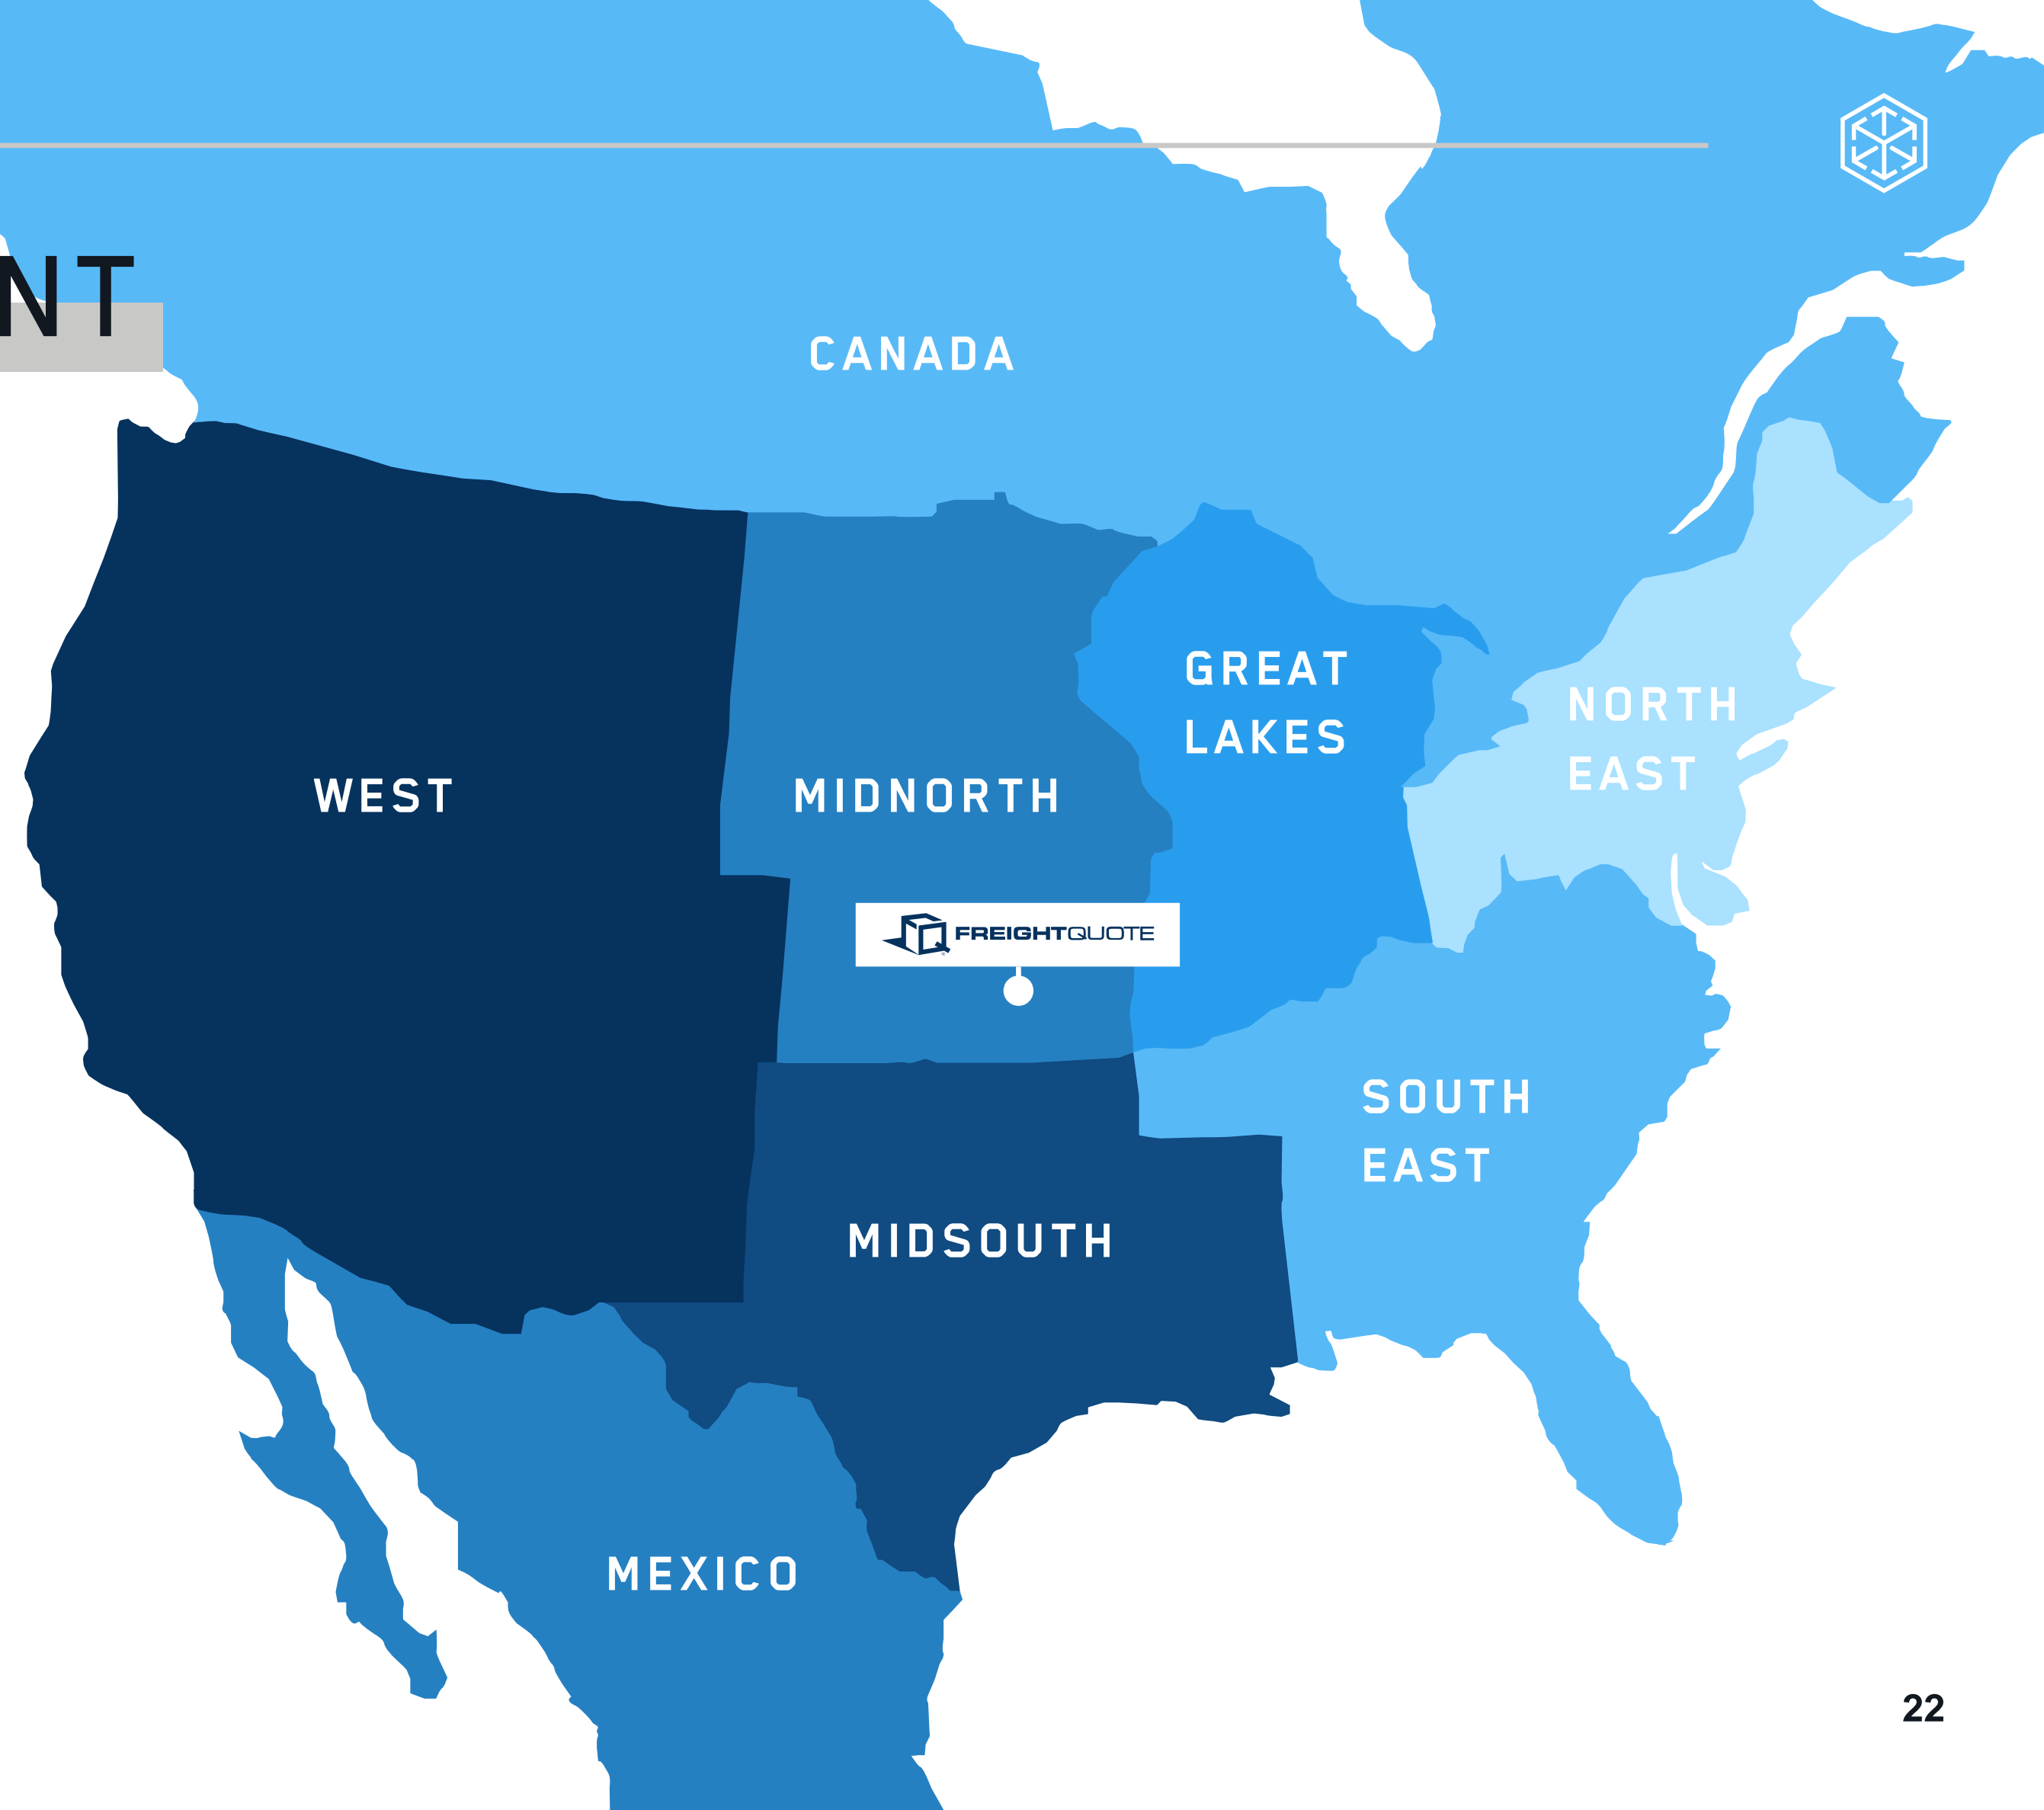 NT
CANADA
GREAT
LAKES
NORTH
EAST
WEST
MIDNORTH
FREIGHTQUOTE
SOUTH
EAST
MIDSOUTH
MEXICO
22